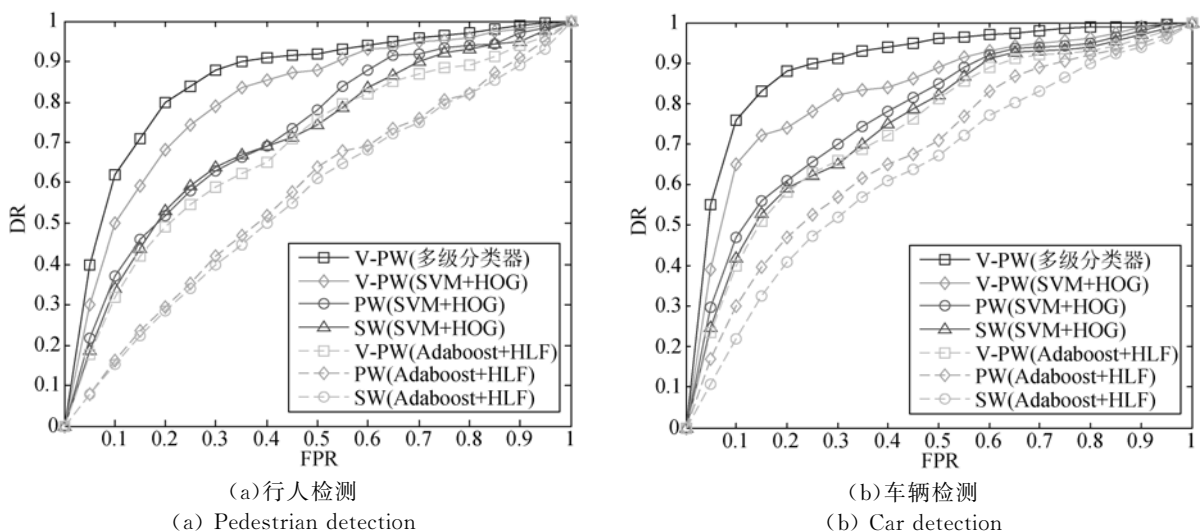 1
0.9
0.8
0.7
0.6
0.5
0.4
0.3
0.2
0.1
0
DR
0.1 0.2 0.3 0.4 0.5 0.6 0.7 0.8 0.9 1
FPR
V-PW(多级分类器)
V-PW(SVM+HOG)
PW(SVM+HOG)
SW(SVM+HOG)
V-PW(Adaboost+HLF)
PW(Adaboost+HLF)
SW(Adaboost+HLF)
(a)行人检测
(a) Pedestrian detection
1
0.9
0.8
0.7
0.6
0.5
0.4
0.3
0.2
0.1
0
DR
0.1 0.2 0.3 0.4 0.5 0.6 0.7 0.8 0.9 1
FPR
V-PW(多级分类器)
V-PW(SVM+HOG)
PW(SVM+HOG)
SW(SVM+HOG)
V-PW(Adaboost+HLF)
PW(Adaboost+HLF)
SW(Adaboost+HLF)
(b)车辆检测
(b) Car detection